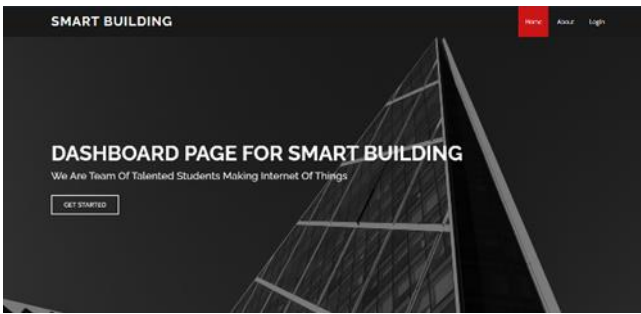 SMART BUILDING
Home About Login
DASHBOARD PAGE FOR SMART BUILDING
We Are Team Of Talented Students Making Internet Of Things
GET STARTED